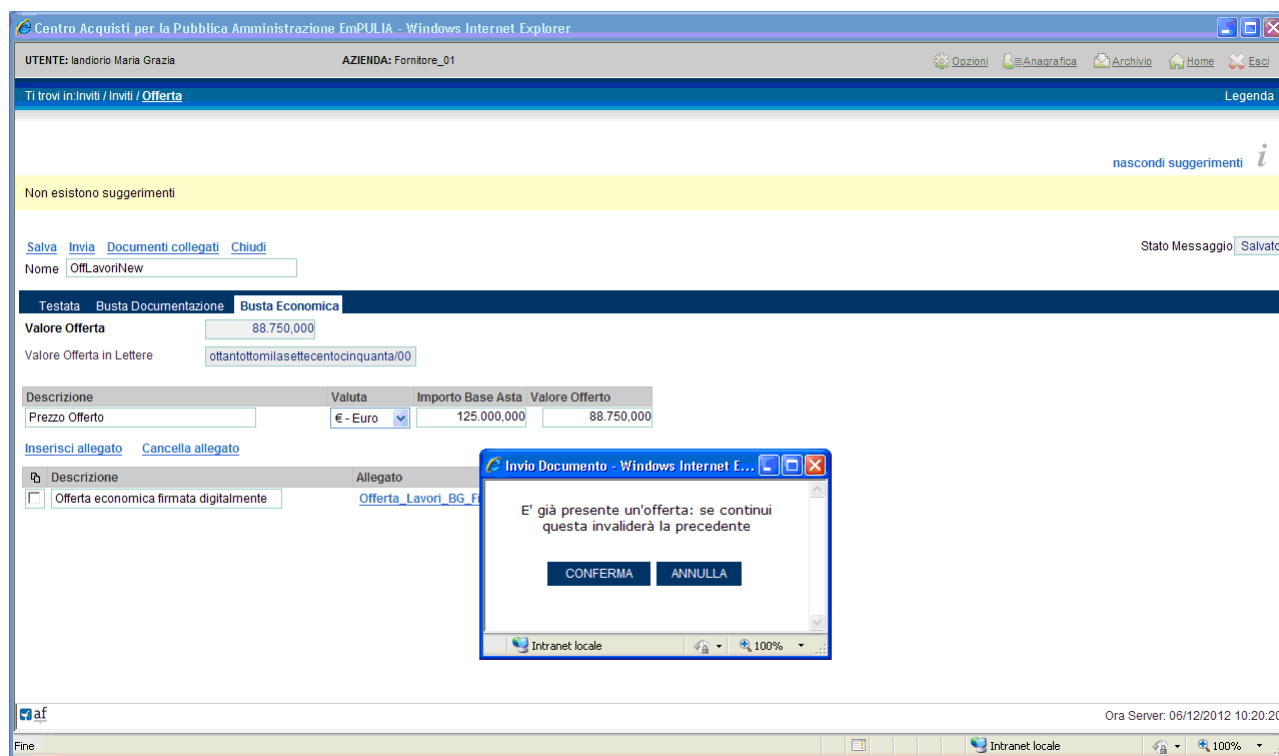 Centro Acquisti per la Pubblica Amministrazione EmPULIA - Windows Internet Explorer
UTENTE: Iandiorio Maria Grazia AZIENDA: Fornitore_01 Opzioni Anagrafica Archivio Home Esci
Ti trovi in:Inviti / Inviti / Offerta Legenda
nascondi suggerimenti i
Non esistono suggerimenti
Salva Invia Documenti collegati Chiudi Stato Messaggio Salvato
Nome OffLavoriNew
Testata Busta Documentazione Busta Economica
Valore Offerta 88.750,000
Valore Offerta in Lettere ottantottomilasettecentocinquanta/00
Descrizione Valuta Importo Base Asta Valore Offerto
Prezzo Offerto € - Euro 125.000,000 88.750,000
Inserisci allegato Cancella allegato
Descrizione Allegato
Offerta economica firmata digitalmente Offerta_Lavori_BG_Fi
Invio Documento - Windows Internet E...
E' già presente un'offerta: se continui
questa invaliderà la precedente
CONFERMA ANNULLA
Intranet locale 100%
af Ora Server: 06/12/2012 10:20:20
Fine Intranet locale 100%